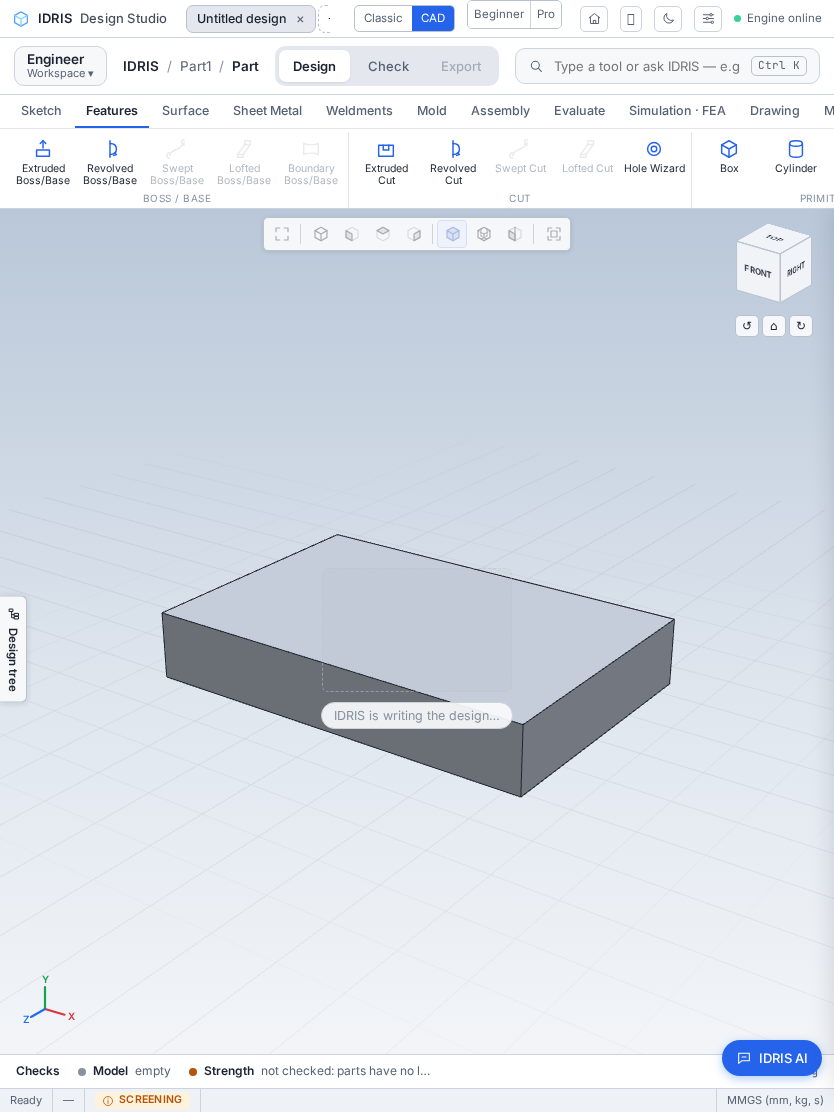 IDRIS Design Studio
Untitled design ×
Classic CAD
Beginner Pro
Engine online
Engineer
Workspace ▾
IDRIS / Part1 / Part
Design Check Export
Type a tool or ask IDRIS — e.g Ctrl K
Sketch Features Surface Sheet Metal Weldments Mold Assembly Evaluate Simulation · FEA Drawing M
Extruded Boss/Base
Revolved Boss/Base
Swept Boss/Base
Lofted Boss/Base
Boundary Boss/Base
BOSS / BASE
Extruded Cut
Revolved Cut
Swept Cut
Lofted Cut
Hole Wizard
CUT
Box
Cylinder
PRIMIT
TOP
FRONT
RIGHT
Design tree
IDRIS is writing the design...
Y
X
Z
IDRIS AI
Checks
Model empty
Strength not checked: parts have no l...
Ready
—
SCREENING
MMGS (mm, kg, s)